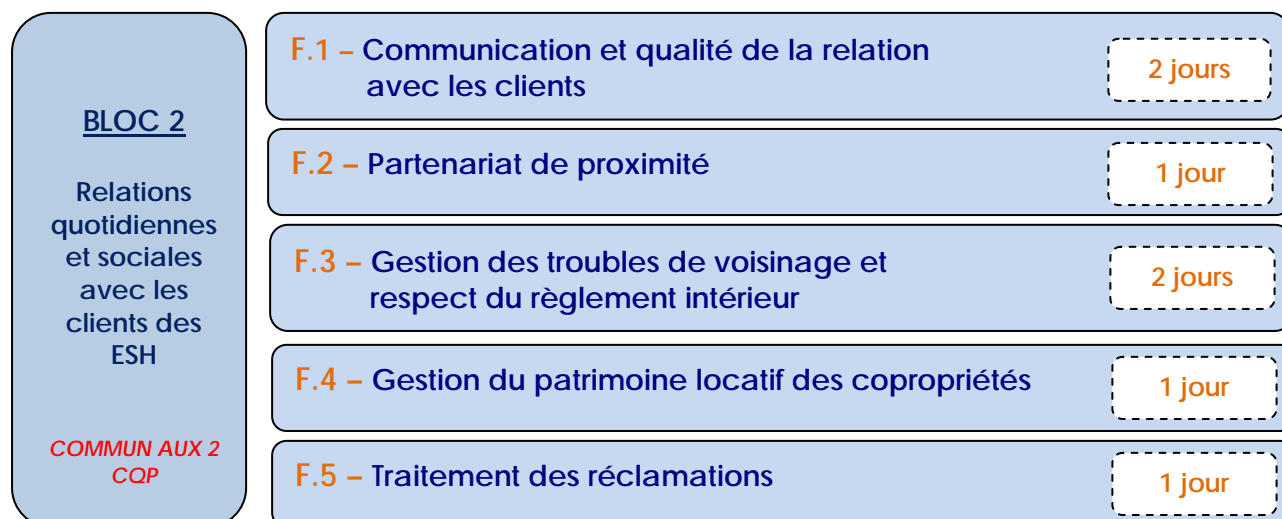 BLOC 2
Relations
quotidiennes
et sociales
avec les
clients des
ESH
COMMUN AUX 2
CQP
F.1 – Communication et qualité de la relation
avec les clients
2 jours
F.2 – Partenariat de proximité
1 jour
F.3 – Gestion des troubles de voisinage et
respect du règlement intérieur
2 jours
F.4 – Gestion du patrimoine locatif des copropriétés
1 jour
F.5 – Traitement des réclamations
1 jour